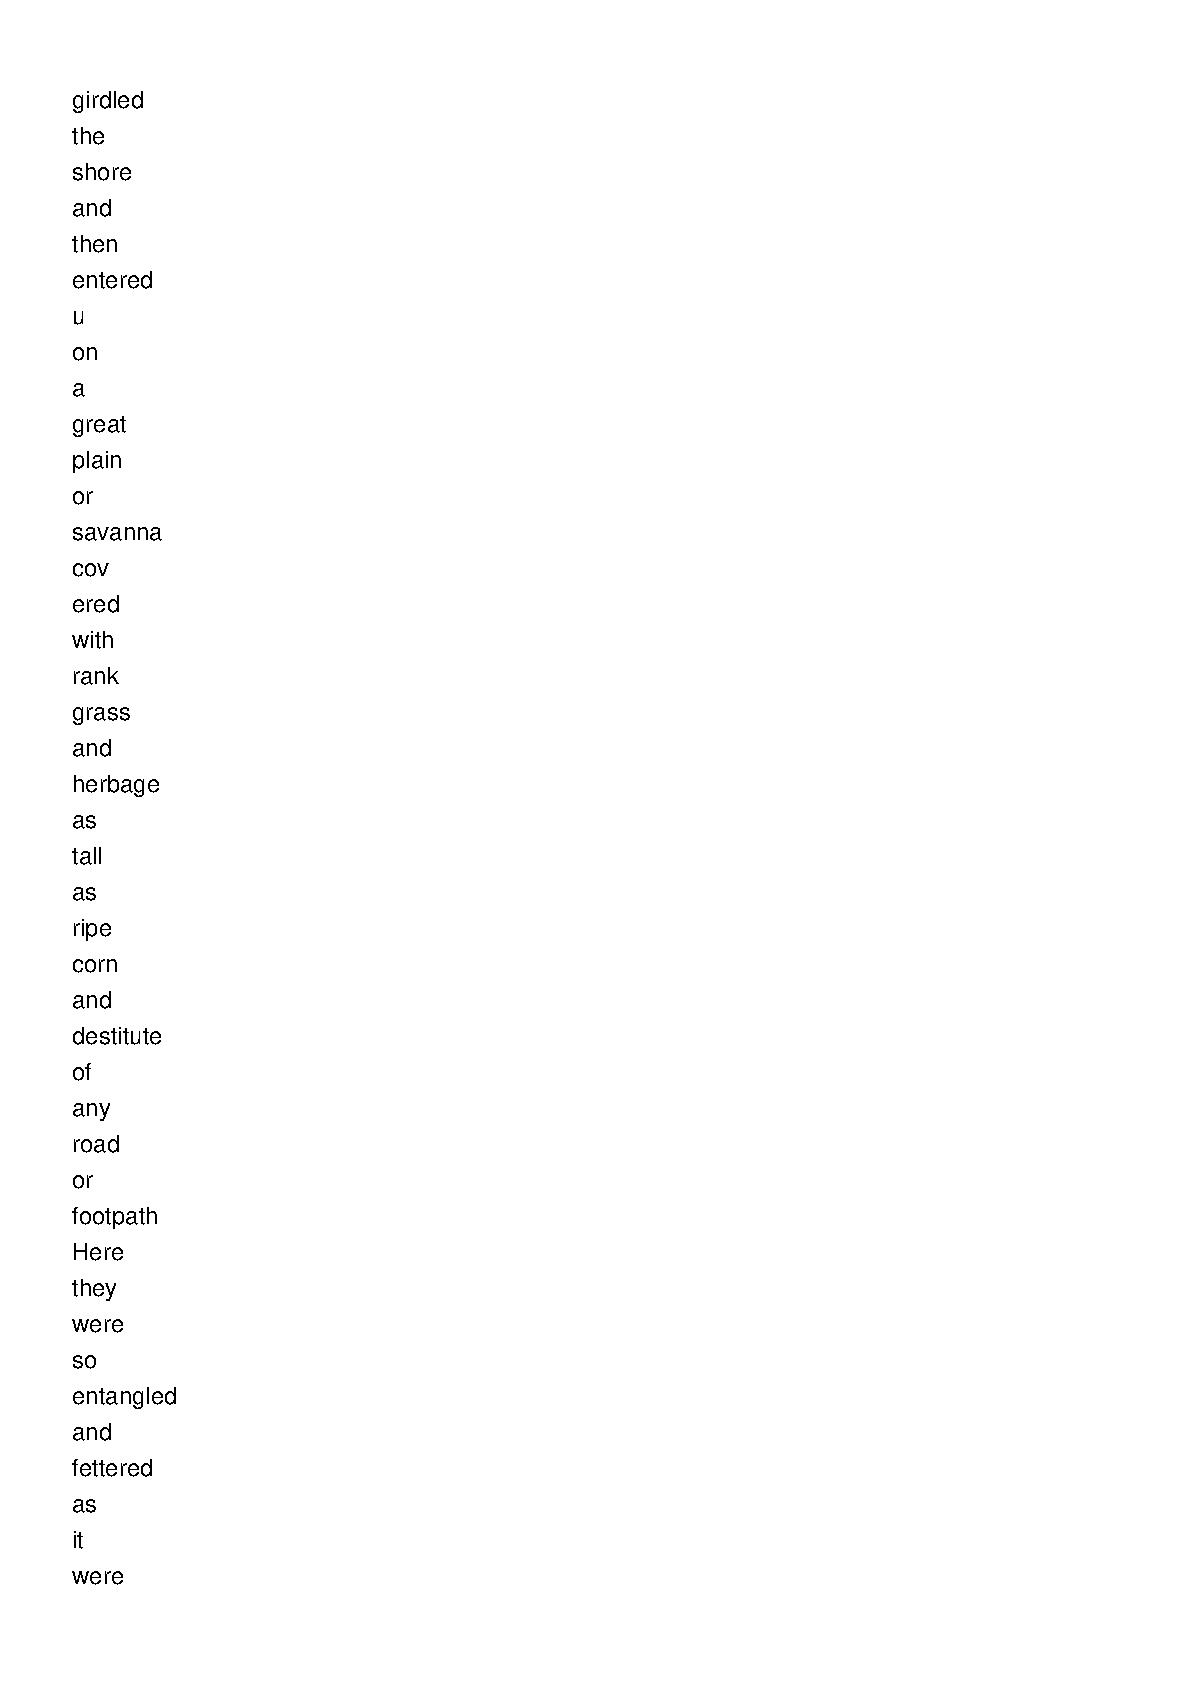 girdled
the
shore
and
then
entered
u
on
a
great
plain
or
savanna
cov
ered
with
rank
grass
and
herbage
as
tall
as
ripe
corn
and
destitute
of
any
road
or
footpath
Here
they
were
so
entangled
and
fettered
as
it
were